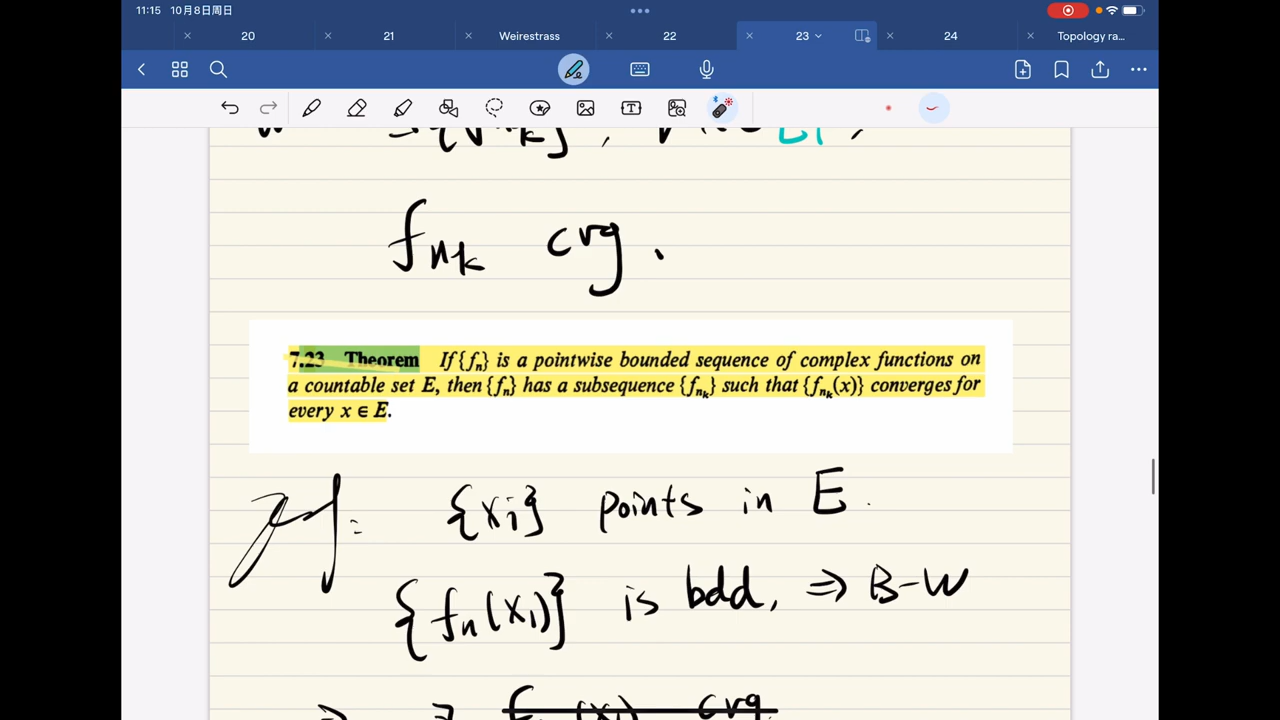 11:15 10月8日周日
20 21 Weirestrass 22 23 24 Topology ra...
f_{n_k} crg.
7.23 Theorem If {f_n} is a pointwise bounded sequence of complex functions on
a countable set E, then {f_n} has a subsequence {f_{n_k}} such that {f_{n_k}(x)} converges for
every x ∈ E.
{x_i} points in E.
{f_n(x_1)} is bdd, ⇒ B-W